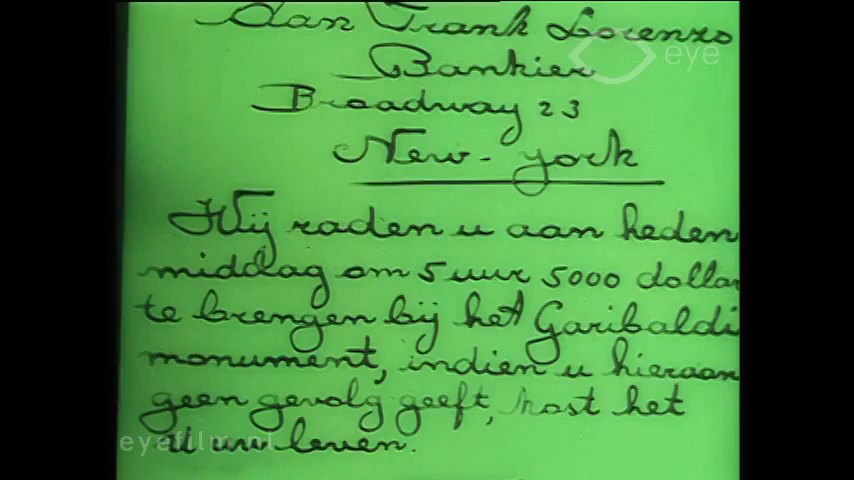 Aan Frank Lorenzo
eye
Bankier
Broadway 23
New-york
Wij raden u aan heden
middag om 5 uur 5000 dollar
te brengen bij het Garibaldi
monument, indien u hieraan
geen gevolg geeft, kost het
U uw leven.
eyefilm.nl